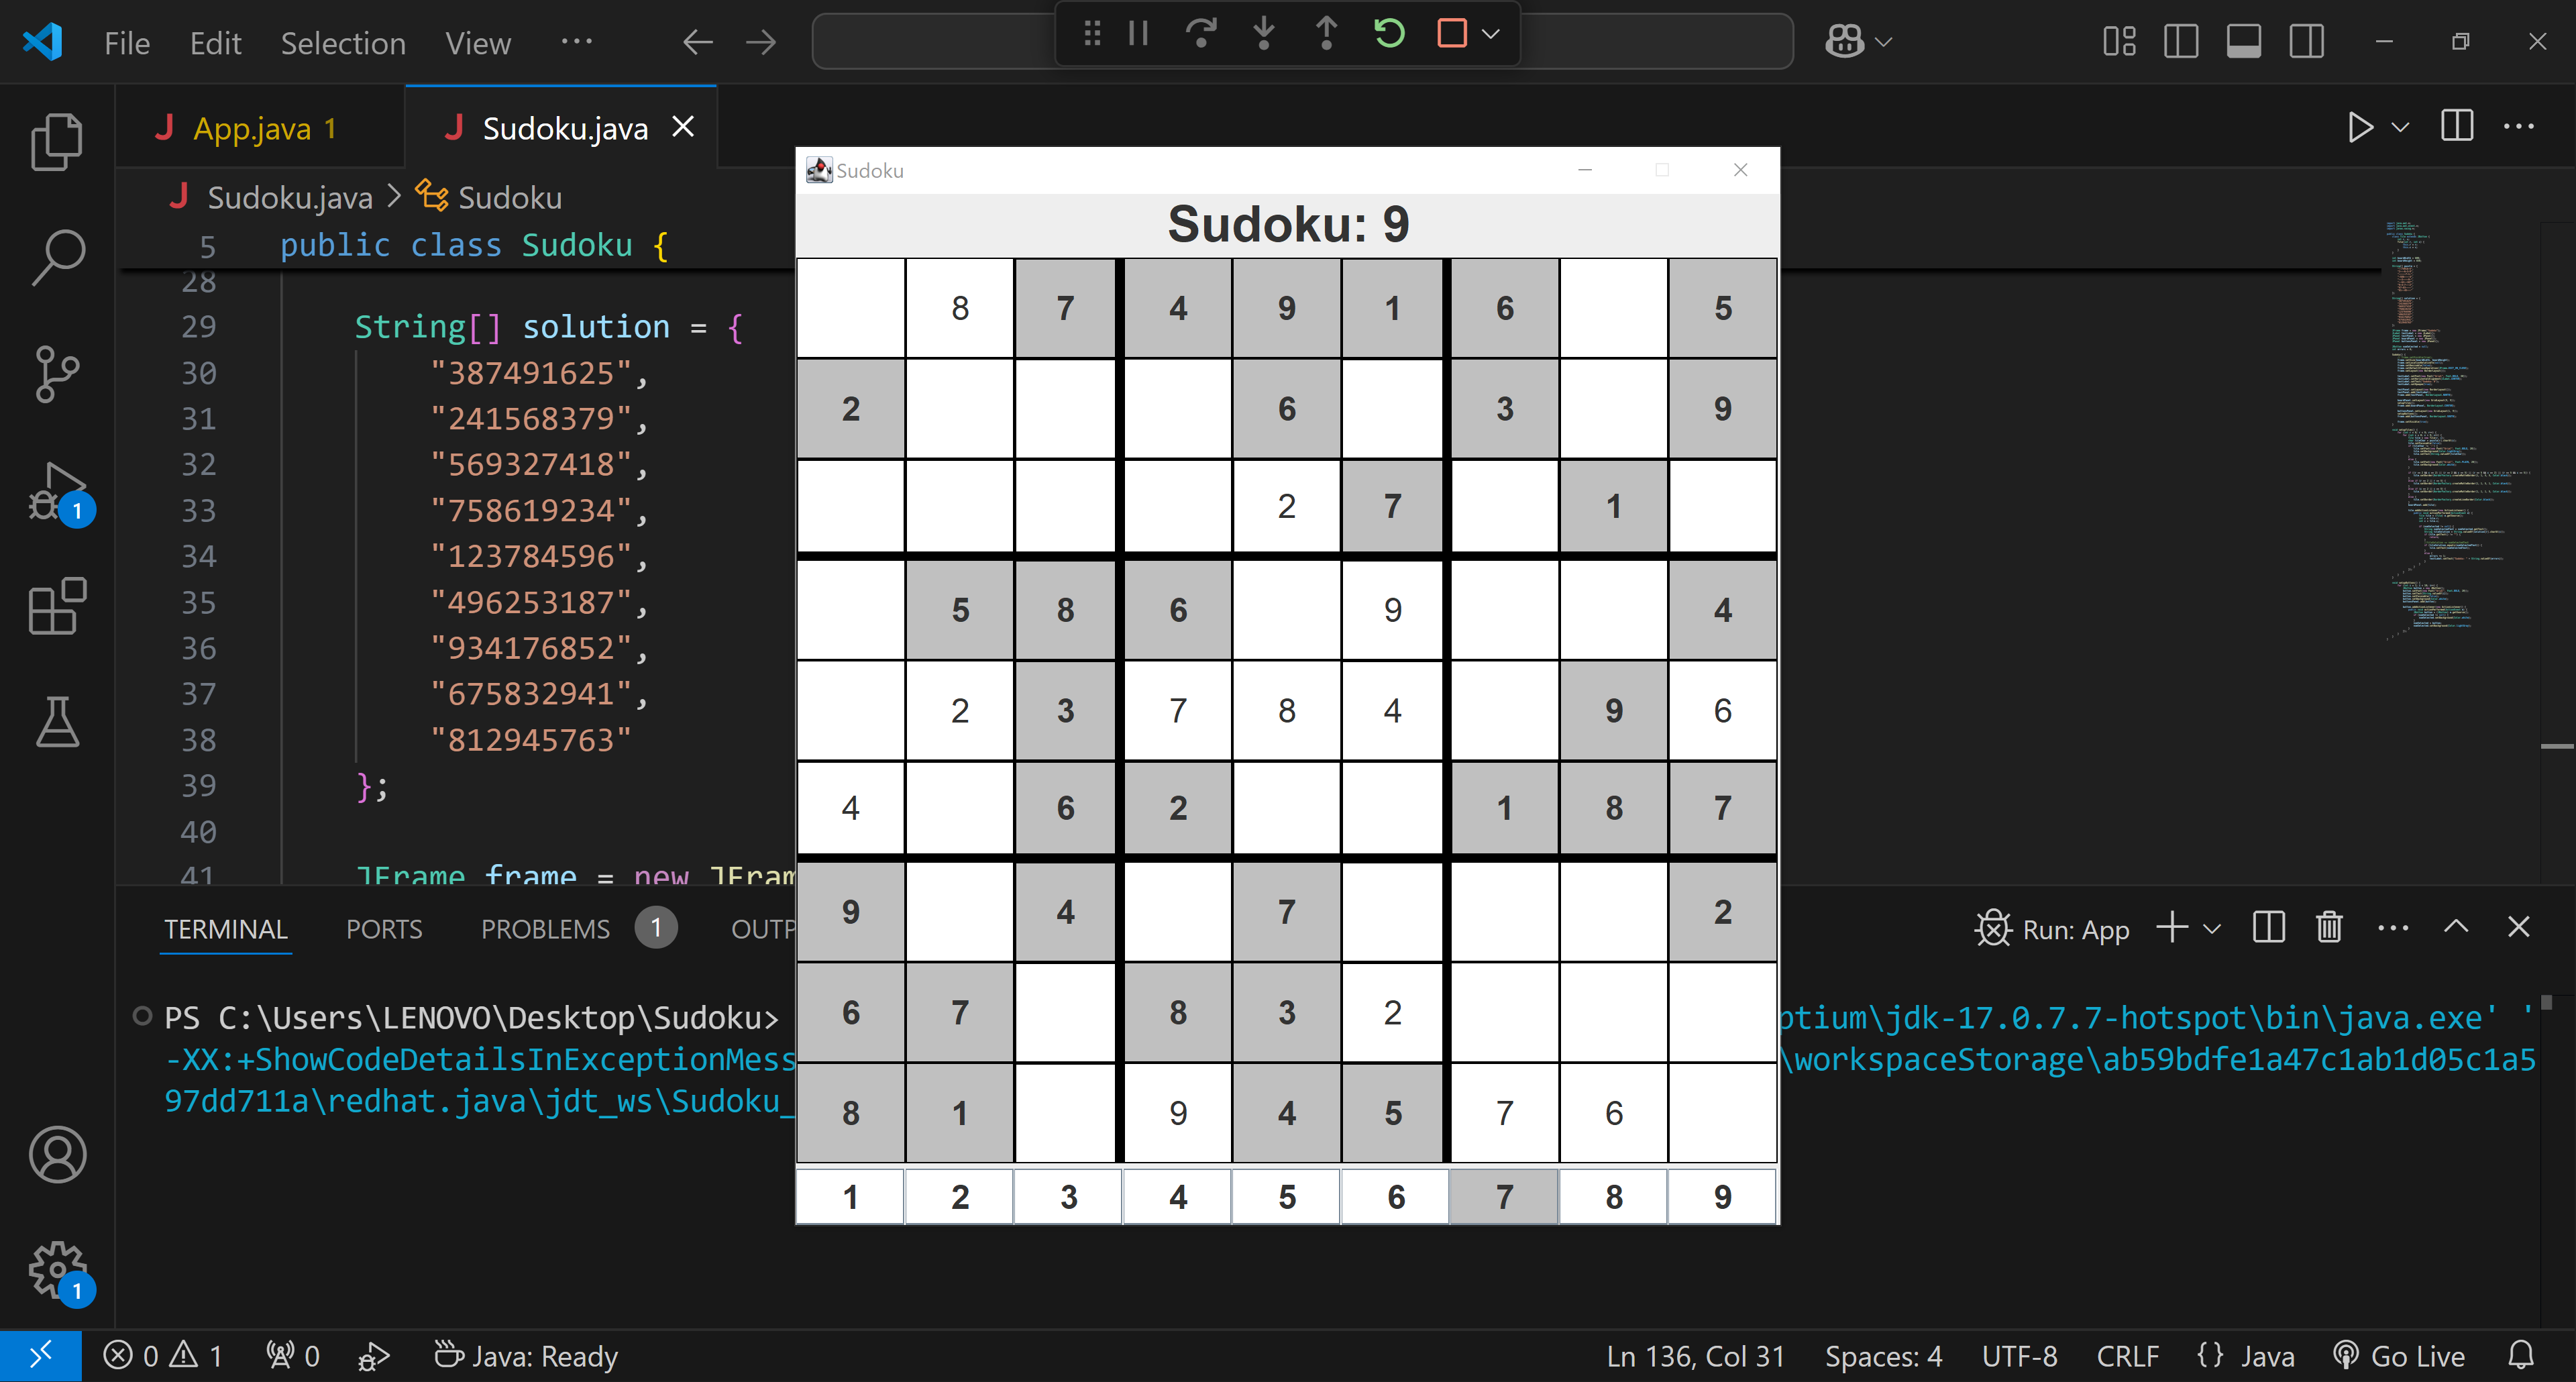 File Edit Selection View ...
App.java 1 Sudoku.java
Sudoku.java > Sudoku
5 public class Sudoku {
28
29 String[] solution = {
30 "387491625",
31 "241568379",
32 "569327418",
33 "758619234",
34 "123784596",
35 "496253187",
36 "934176852",
37 "675832941",
38 "812945763"
39 };
40
41 JFrame frame = new JFram
Sudoku
Sudoku: 9
8 7 4 9 1 6 5
2 6 3 9
2 7 1
5 8 6 9 4
2 3 7 8 4 9 6
4 6 2 1 8 7
9 4 7 2
6 7 8 3 2
8 1 9 4 5 7 6
1 2 3 4 5 6 7 8 9
1
1
TERMINAL PORTS PROBLEMS 1 OUTP
Run: App
PS C:\Users\LENOVO\Desktop\Sudoku> ptium\jdk-17.0.7.7-hotspot\bin\java.exe' '
-XX:+ShowCodeDetailsInExceptionMess \workspaceStorage\ab59bdfe1a47c1ab1d05c1a5
97dd711a\redhat.java\jdt_ws\Sudoku_
0 1 0 Java: Ready Ln 136, Col 31 Spaces: 4 UTF-8 CRLF {} Java Go Live